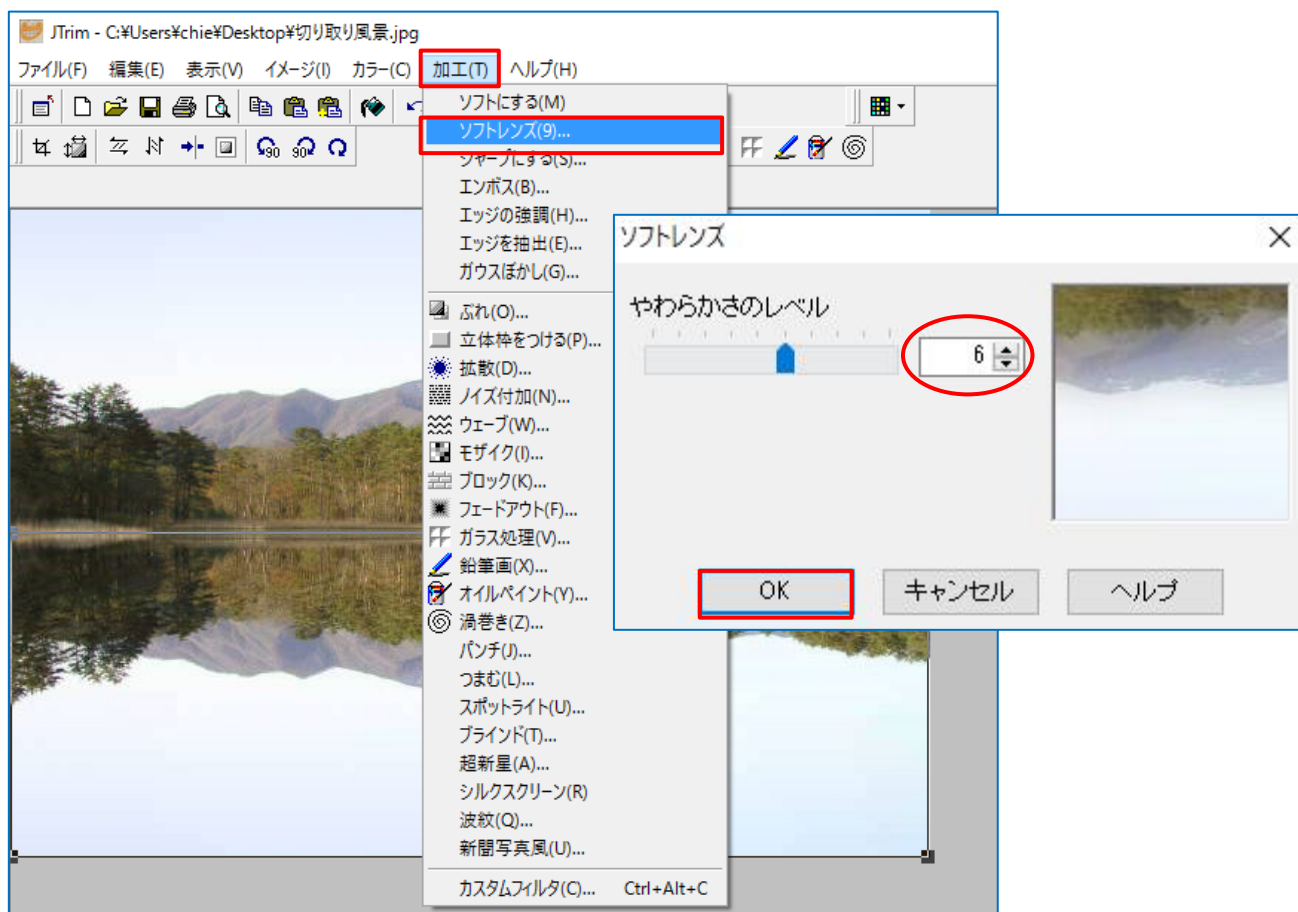 JTrim - C:¥Users¥chie¥Desktop¥切り取り風景.jpg
ファイル(F) 編集(E) 表示(V) イメージ(I) カラー(C) 加工(T) ヘルプ(H)
90 90
ソフトにする(M)
ソフトレンズ(9)...
シャープにする(S)...
エンボス(B)...
エッジの強調(H)...
エッジを抽出(E)...
ガウスぼかし(G)...
ぶれ(O)...
立体枠をつける(P)...
拡散(D)...
ノイズ付加(N)...
ウェーブ(W)...
モザイク(I)...
ブロック(K)...
フェードアウト(F)...
ガラス処理(V)...
鉛筆画(X)...
オイルペイント(Y)...
渦巻き(Z)...
パンチ(J)...
つまむ(L)...
スポットライト(U)...
ブラインド(T)...
超新星(A)...
シルクスクリーン(R)
波紋(Q)...
新聞写真風(U)...
カスタムフィルタ(C)... Ctrl+Alt+C
ソフトレンズ
やわらかさのレベル
6
OK キャンセル ヘルプ